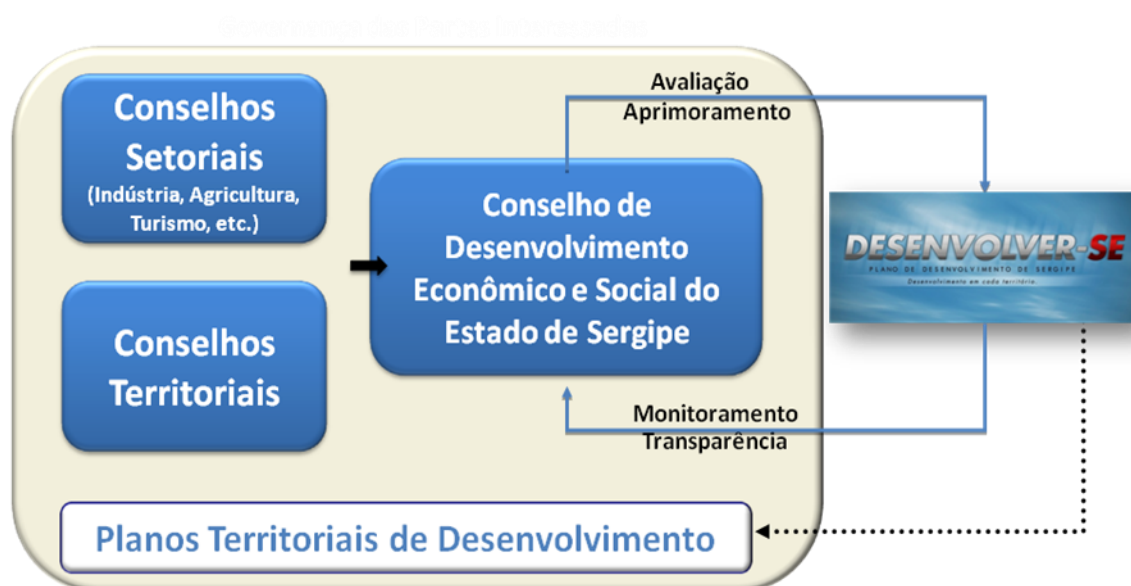 Conselhos
Setoriais
(Indústria, Agricultura,
Turismo, etc.)
Conselhos
Territoriais
Conselho de
Desenvolvimento
Econômico e Social do
Estado de Sergipe
Avaliação
Aprimoramento
DESENVOLVER-SE
PLANO DE DESENVOLVIMENTO DE SERGIPE
Desenvolvimento em cada território.
Monitoramento
Transparência
Planos Territoriais de Desenvolvimento